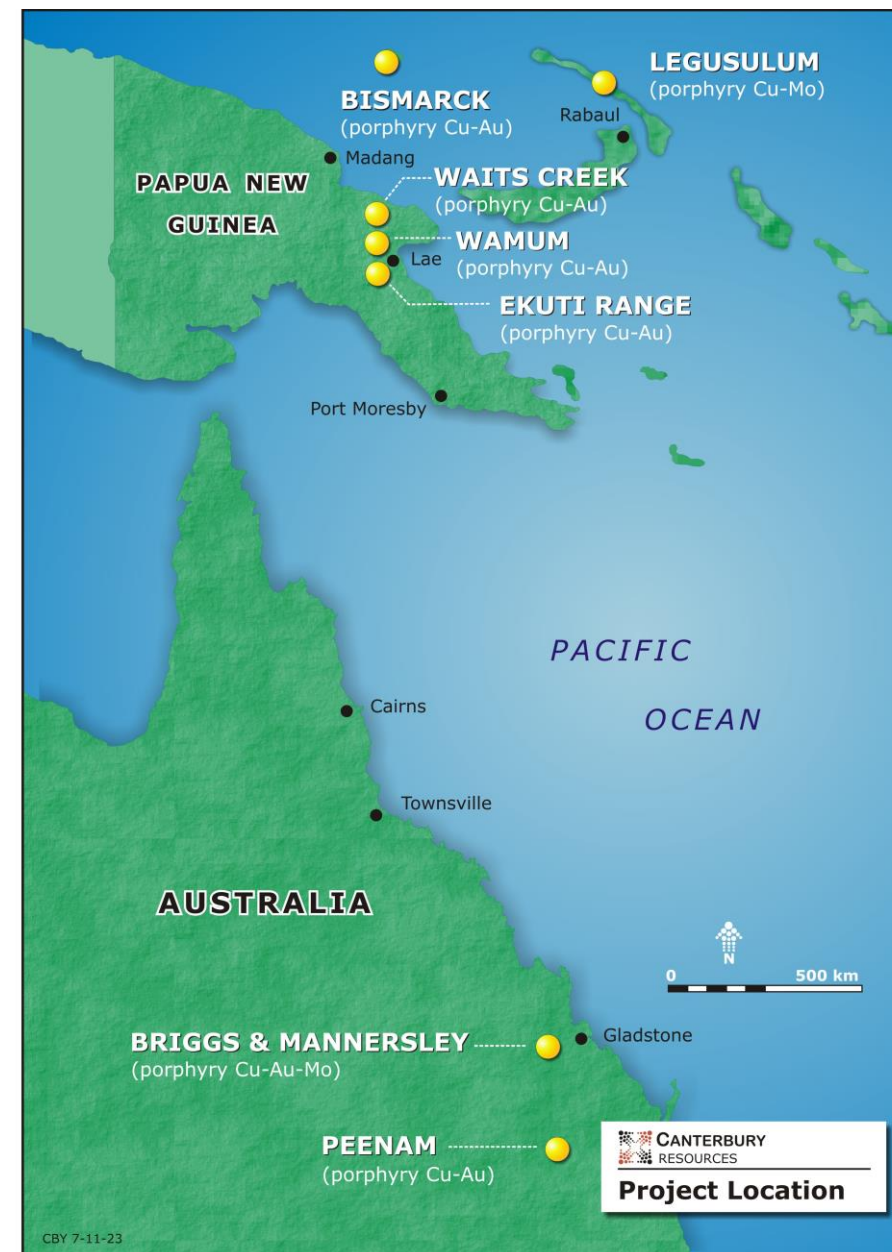 LEGUSULUM
(porphyry Cu-Mo)
BISMARCK
(porphyry Cu-Au)
Rabaul
Madang
PAPUA NEW
GUINEA
WAITS CREEK
(porphyry Cu-Au)
WAMUM
(porphyry Cu-Au)
Lae
EKUTI RANGE
(porphyry Cu-Au)
Port Moresby
PACIFIC
OCEAN
Cairns
Townsville
AUSTRALIA
N
0 500 km
BRIGGS & MANNERSLEY
(porphyry Cu-Au-Mo)
Gladstone
PEENAM
(porphyry Cu-Au)
CANTERBURY
RESOURCES
Project Location
CBY 7-11-23